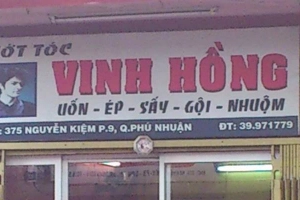 ỚT TÓC
VINH HỒNG
UỐN - ÉP - SẤY - GỘI - NHUỘM
: 375 NGUYỄN KIỆM P.9, Q.PHÚ NHUẬN ĐT: 39.971779